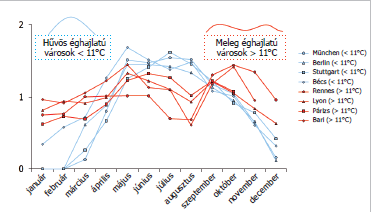 2
Hűvös éghajlatú
városok < 11°C
Meleg éghajlatú
városok > 11°C
1
0
január
február
március
április
május
június
július
augusztus
szeptember
október
november
december
München (< 11°C)
Berlin (< 11°C)
Stuttgart (< 11°C)
Bécs (< 11°C)
Rennes (> 11°C)
Lyon (> 11°C)
Párizs (> 11°C)
Bari (> 11°C)